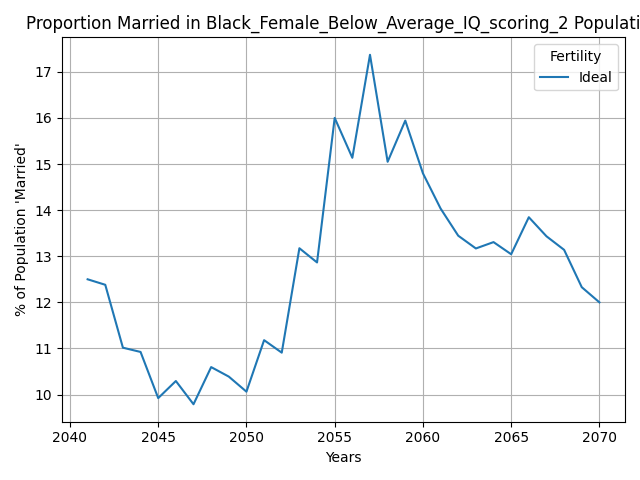 Proportion Married in Black_Female_Below_Average_IQ_scoring_2 Populati
Fertility
Ideal
% of Population 'Married'
17
16
15
14
13
12
11
10
2040 2045 2050 2055 2060 2065 2070
Years